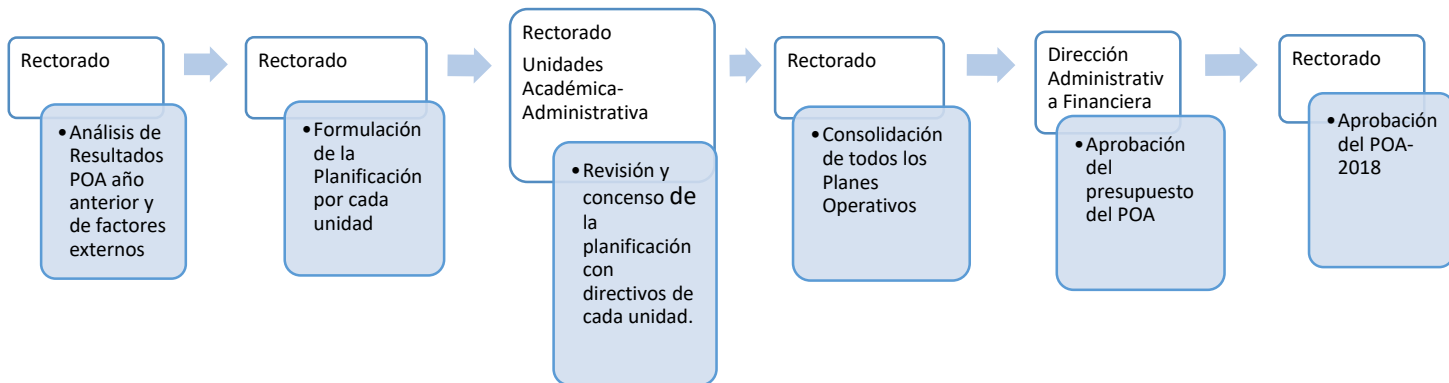 Rectorado
• Análisis de
Resultados
POA año
anterior y
de factores
externos
Rectorado
• Formulación
de la
Planificación
por cada
unidad
Rectorado
Unidades
Académica-
Administrativa
• Revisión y
concenso de
la
planificación
con
directivos de
cada unidad.
Rectorado
• Consolidación
de todos los
Planes
Operativos
Dirección
Administrativ
a Financiera
• Aprobación
del
presupuesto
del POA
Rectorado
• Aprobación
del POA-
2018